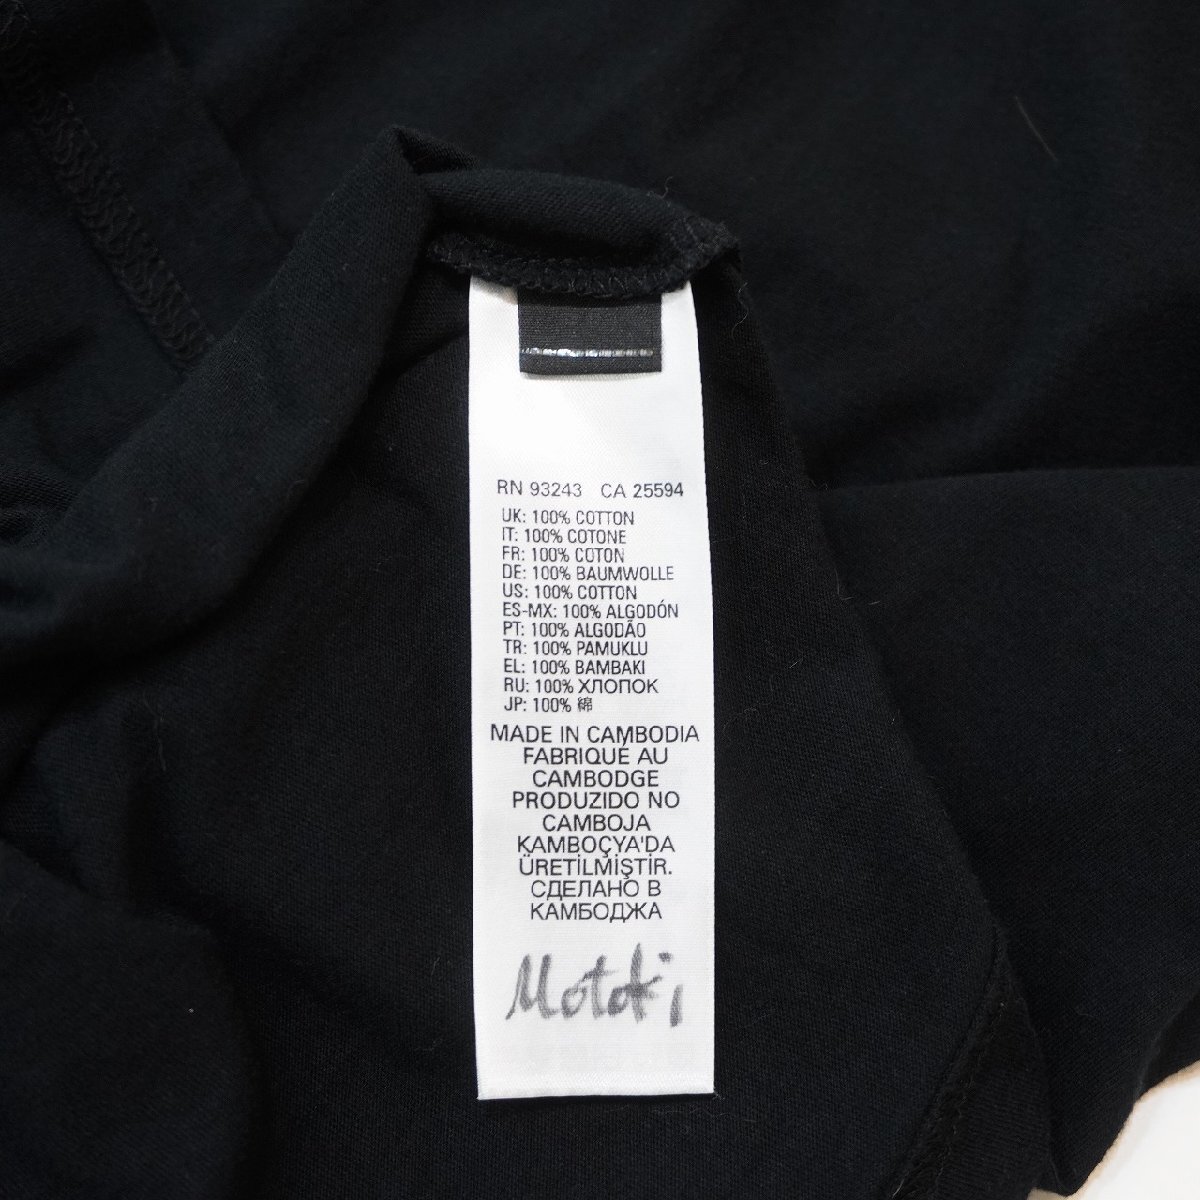 RN 93243 CA 25594
UK: 100% COTTON
IT: 100% COTONE
FR: 100% COTON
DE: 100% BAUMWOLLE
US: 100% COTTON
ES-MX: 100% ALGODÓN
PT: 100% ALGODÃO
TR: 100% PAMUKLU
EL: 100% BAMBAKI
RU: 100% ХЛОПОК
JP: 100% 綿
MADE IN CAMBODIA
FABRIQUÉ AU
CAMBODGE
PRODUZIDO NO
CAMBOJA
KAMBOÇYA'DA
ÜRETİLMİŞTİR.
СДЕЛАНО В
КАМБОДЖА
Motoki